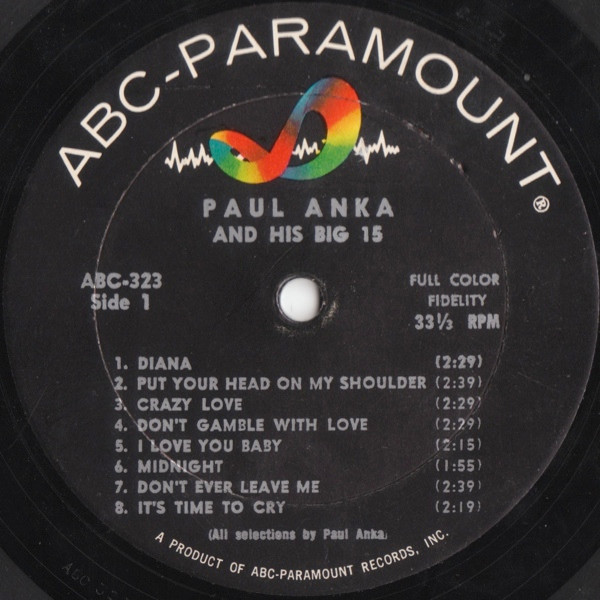 ABC-PARAMOUNT®
PAUL ANKA
AND HIS BIG 15
ABC-323
Side 1
FULL COLOR
FIDELITY
33⅓ RPM
1. DIANA (2:29)
2. PUT YOUR HEAD ON MY SHOULDER (2:39)
3. CRAZY LOVE (2:29)
4. DON'T GAMBLE WITH LOVE (2:29)
5. I LOVE YOU BABY (2:15)
6. MIDNIGHT (1:55)
7. DON'T EVER LEAVE ME (2:39)
8. IT'S TIME TO CRY (2:19)
(All selections by Paul Anka)
A PRODUCT OF ABC-PARAMOUNT RECORDS, INC.